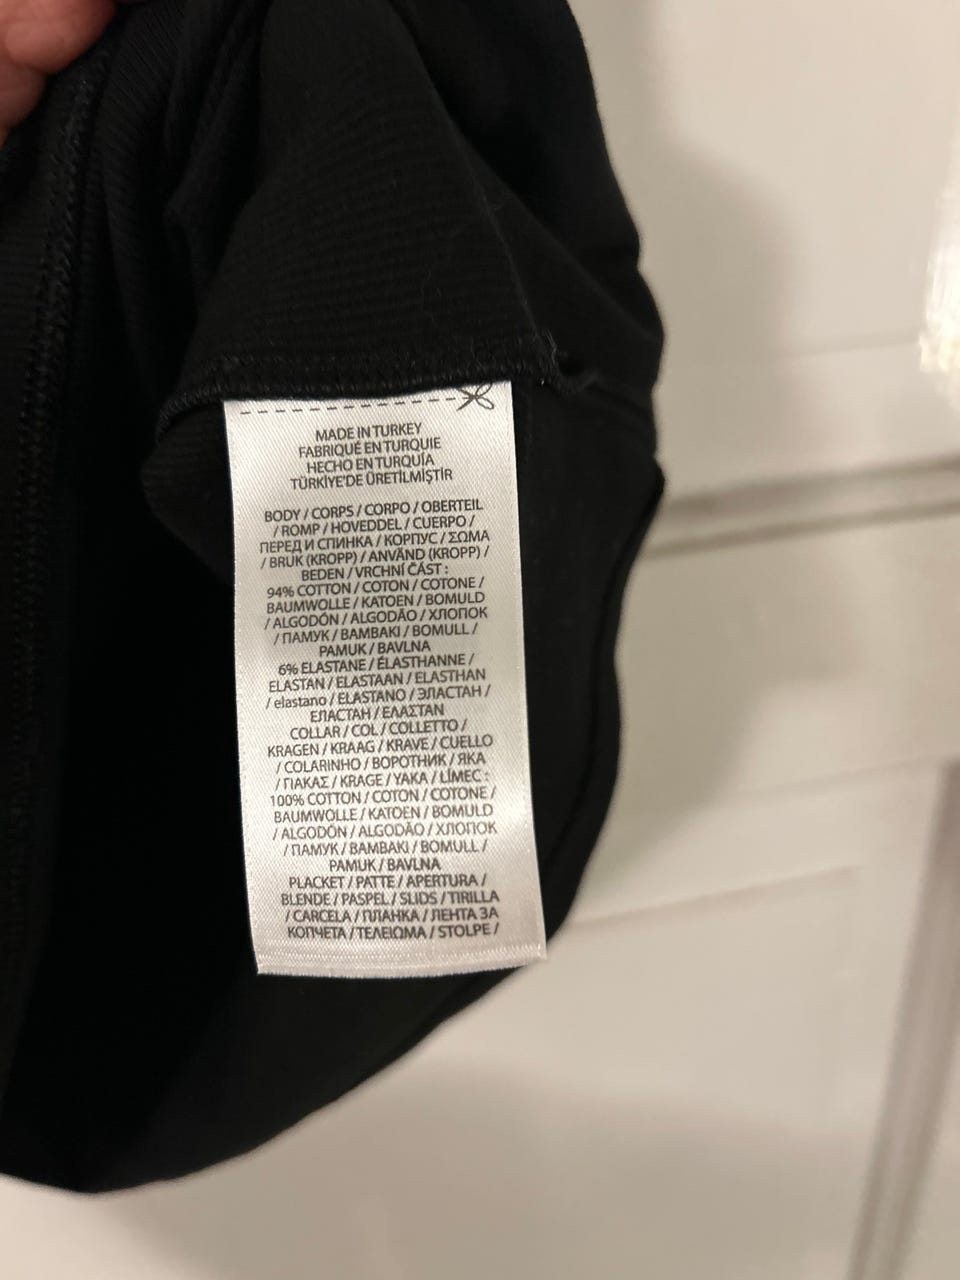 MADE IN TURKEY
FABRIQUÉ EN TURQUIE
HECHO EN TURQUÍA
TÜRKİYE'DE ÜRETİLMİŞTİR
BODY / CORPS / CORPO / OBERTEIL
/ ROMP / HOVEDDEL / CUERPO /
ПЕРЕД И СПИНКА / КОРПУС / ΣΩΜΑ
/ BRUK (KROPP) / ANVÄND (KROPP) /
BEDEN / VRCHNÍ ČÁST :
94% COTTON / COTON / COTONE /
BAUMWOLLE / KATOEN / BOMULD
/ ALGODÓN / ALGODÃO / ХЛОПОК
/ ПАМУК / BAMBAKI / BOMULL /
PAMUK / BAVLNA
6% ELASTANE / ÉLASTHANNE /
ELASTAN / ELASTAAN / ELASTHAN
/ elastano / ELASTANO / ЭЛАСТАН /
ЕЛАСТАН / ΕΛΑΣΤΑΝ
COLLAR / COL / COLLETTO /
KRAGEN / KRAAG / KRAVE / CUELLO
/ COLARINHO / ВОРОТНИК / ЯКА
/ ΓΙΑΚΑΣ / KRAGE / YAKA / LÍMEC :
100% COTTON / COTON / COTONE /
BAUMWOLLE / KATOEN / BOMULD
/ ALGODÓN / ALGODÃO / ХЛОПОК
/ ПАМУК / BAMBAKI / BOMULL /
PAMUK / BAVLNA
PLACKET / PATTE / APERTURA /
BLENDE / PASPEL / SLIDS / TIRILLA
/ CARCELA / ПЛАНКА / ЛЕНТА ЗА
КОПЧЕТА / ΤΕΛΕΙΩΜΑ / STOLPE /